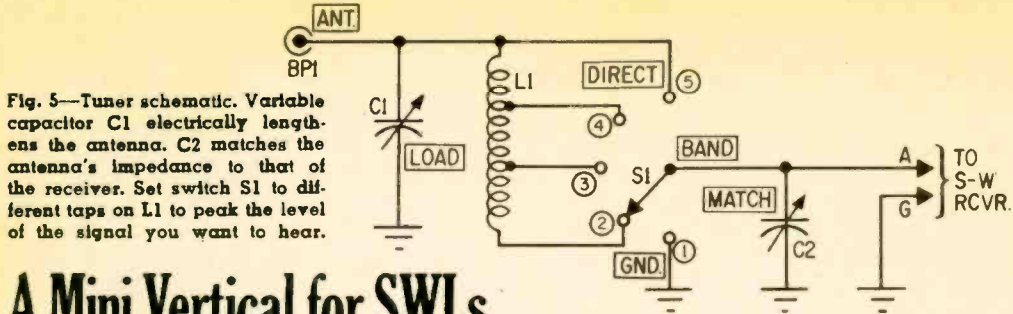 ANT.
BP1
Fig. 5—Tuner schematic. Variable
capacitor C1 electrically length-
ens the antenna. C2 matches the
antenna's impedance to that of
the receiver. Set switch S1 to dif-
ferent taps on L1 to peak the level
of the signal you want to hear.
C1
LOAD
L1
DIRECT
5
4
3
2
S1
BAND
MATCH
C2
GND.
1
A
G
TO
S-W
RCVR.
A Mini Vertical for SWLs